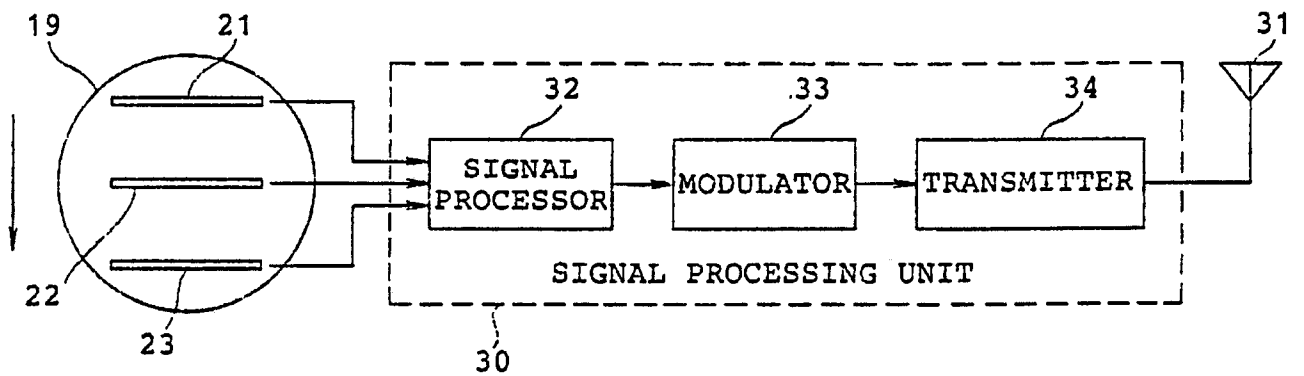 19
21
31
32
.33
34
SIGNAL
PROCESSOR
MODULATOR
TRANSMITTER
SIGNAL PROCESSING UNIT
22
23
30